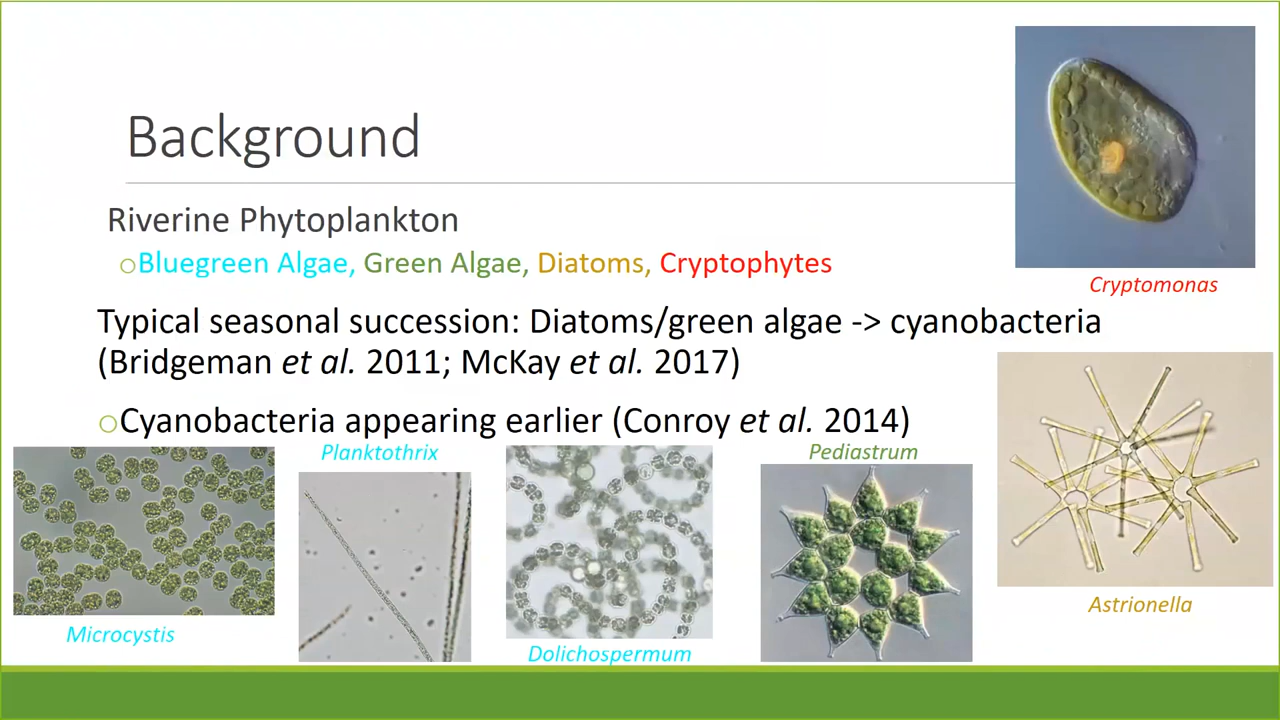 Background
Riverine Phytoplankton
Bluegreen Algae, Green Algae, Diatoms, Cryptophytes
Cryptomonas
Typical seasonal succession: Diatoms/green algae -> cyanobacteria
(Bridgeman et al. 2011; McKay et al. 2017)
Cyanobacteria appearing earlier (Conroy et al. 2014)
Planktothrix
Pediastrum
Astrionella
Microcystis
Dolichospermum